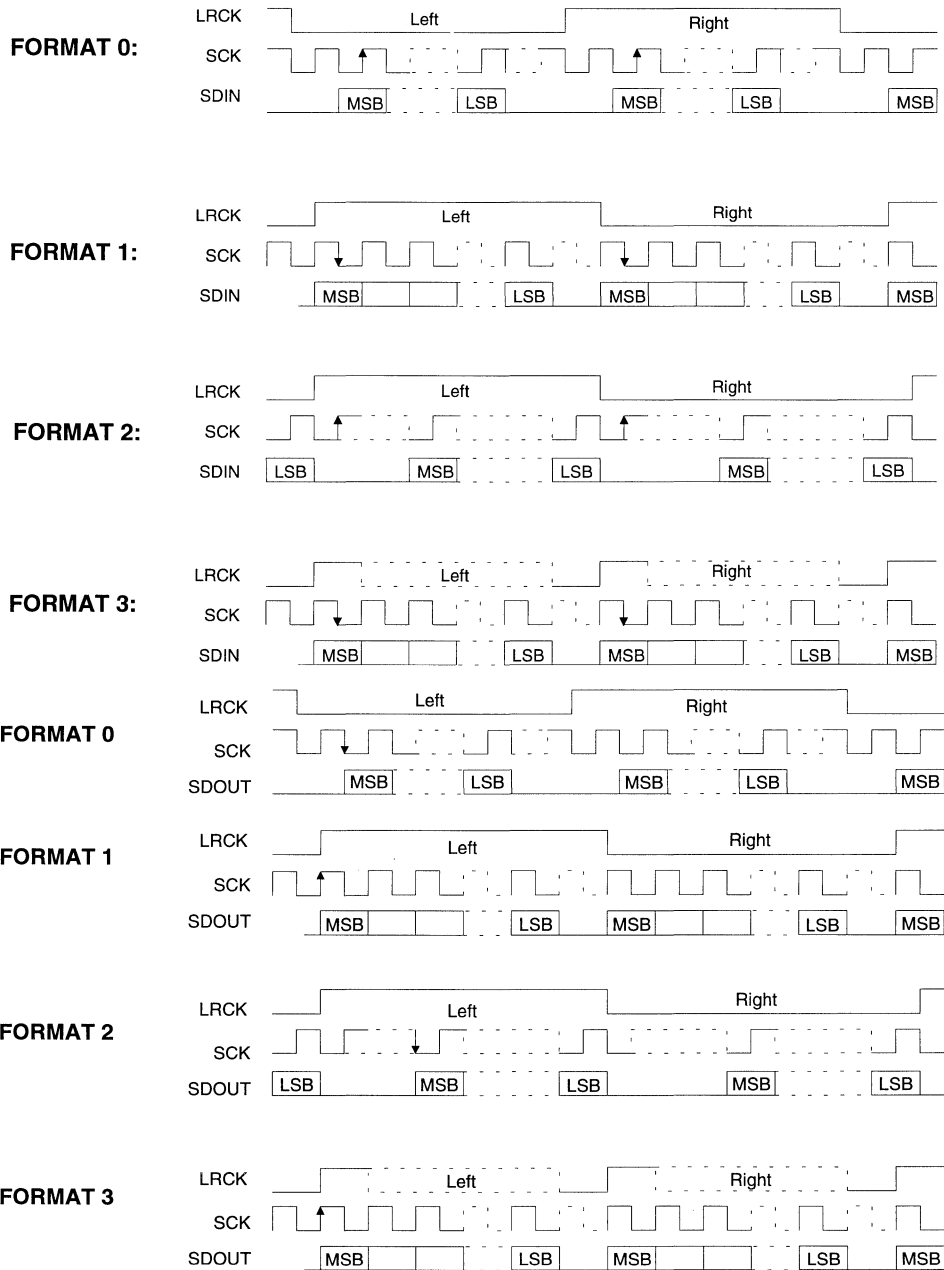 LRCK Left Right
FORMAT 0: SCK
SDIN MSB LSB MSB LSB MSB
LRCK Left Right
FORMAT 1: SCK
SDIN MSB LSB MSB LSB MSB
LRCK Left Right
FORMAT 2: SCK
SDIN LSB MSB LSB MSB LSB
LRCK Left Right
FORMAT 3: SCK
SDIN MSB LSB MSB LSB MSB
LRCK Left Right
FORMAT 0 SCK
SDOUT MSB LSB MSB LSB MSB
LRCK Left Right
FORMAT 1 SCK
SDOUT MSB LSB MSB LSB MSB
LRCK Left Right
FORMAT 2 SCK
SDOUT LSB MSB LSB MSB LSB
LRCK Left Right
FORMAT 3 SCK
SDOUT MSB LSB MSB LSB MSB